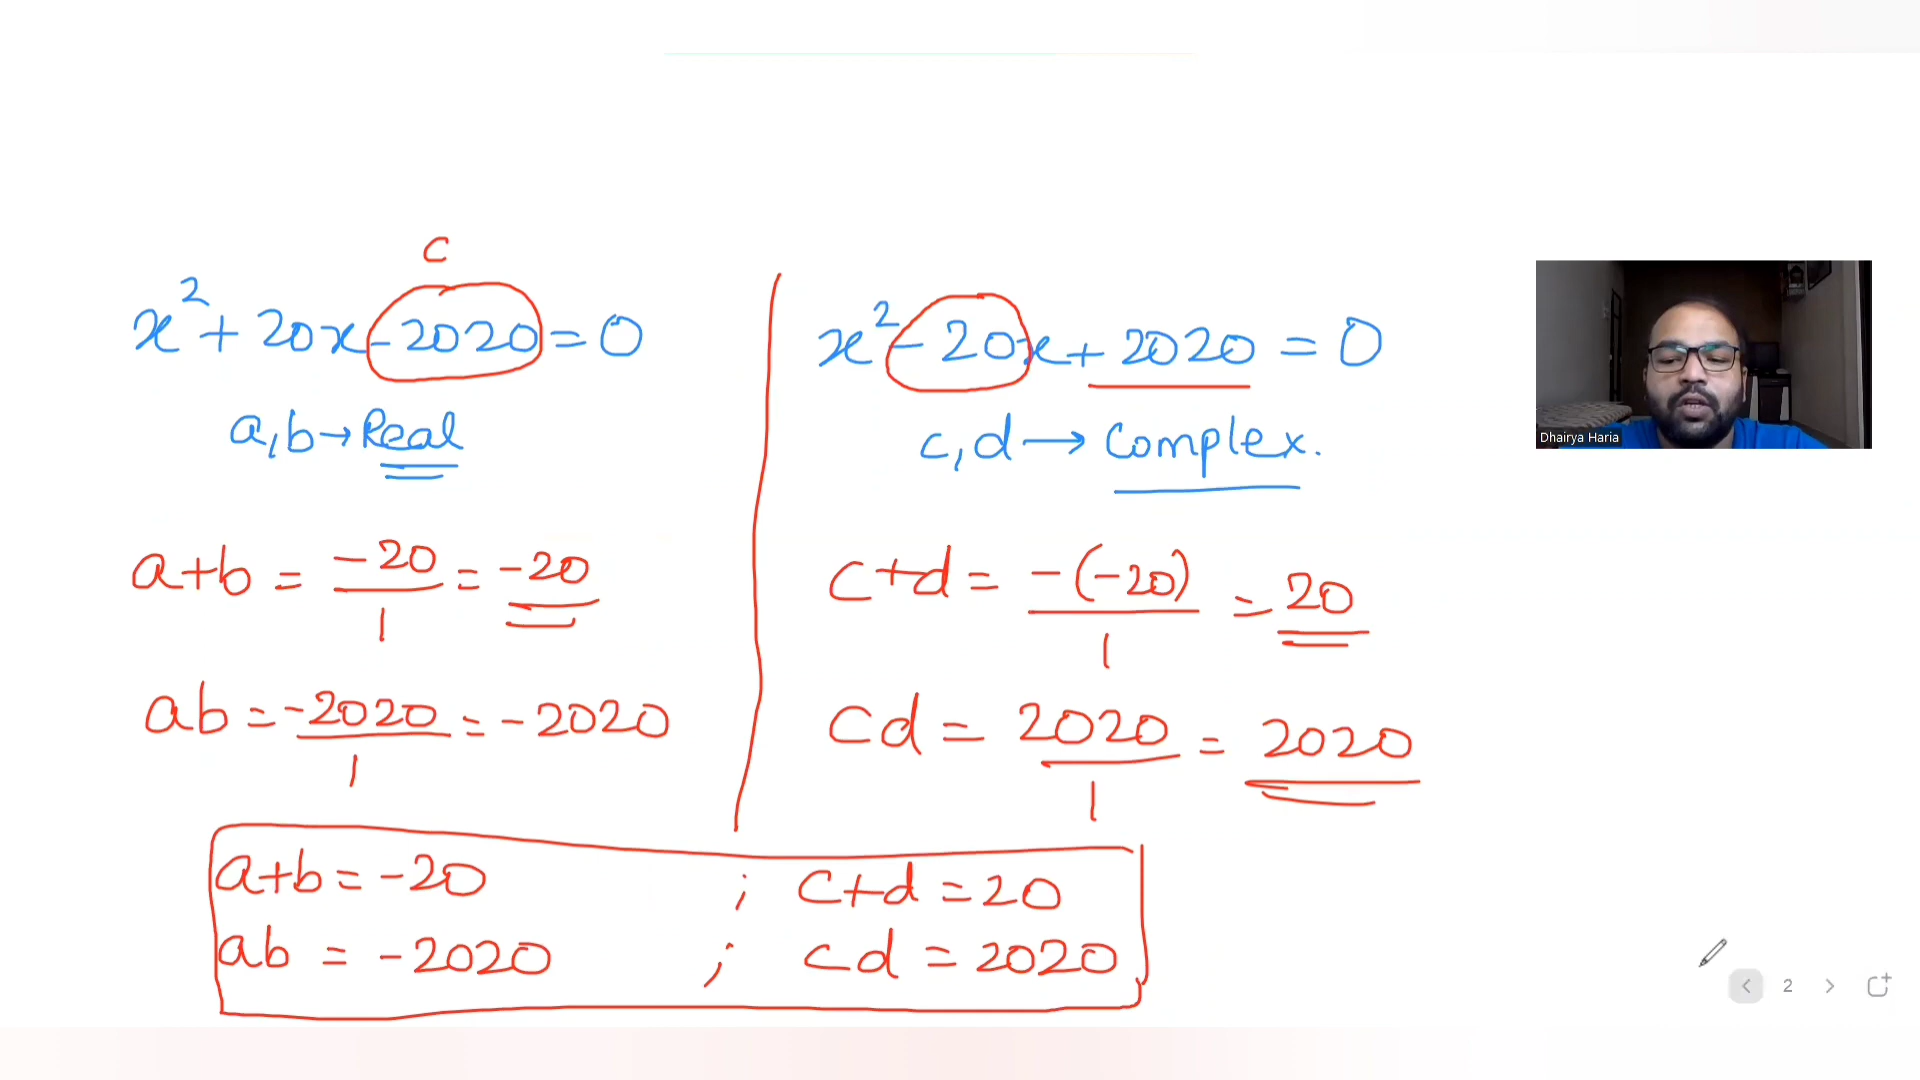 c
x² + 20x - 2020 = 0
a, b → Real
a+b = -20/1 = -20
ab = -2020/1 = -2020
x² - 20x + 2020 = 0
c, d → Complex.
c+d = -(-20)/1 = 20
cd = 2020/1 = 2020
a+b = -20 ; c+d = 20
ab = -2020 ; cd = 2020
Dhairya Haria
2